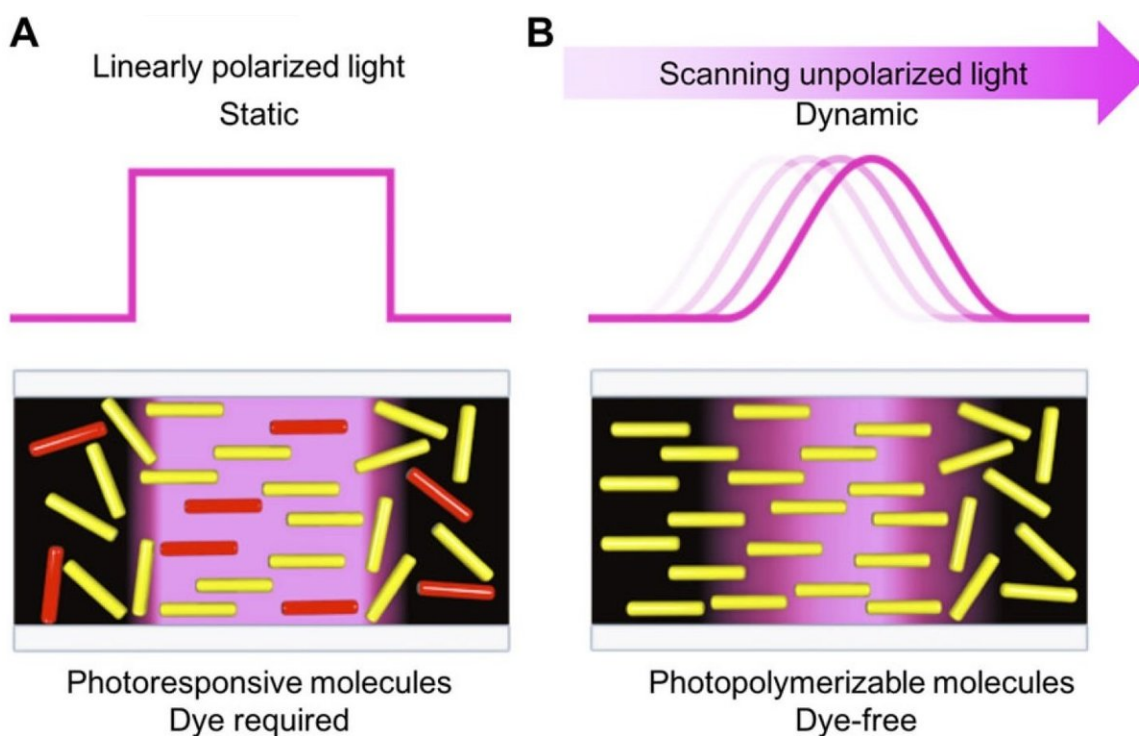 A
Linearly polarized light
Static
Photoresponsive molecules
Dye required
B
Scanning unpolarized light
Dynamic
Photopolymerizable molecules
Dye-free